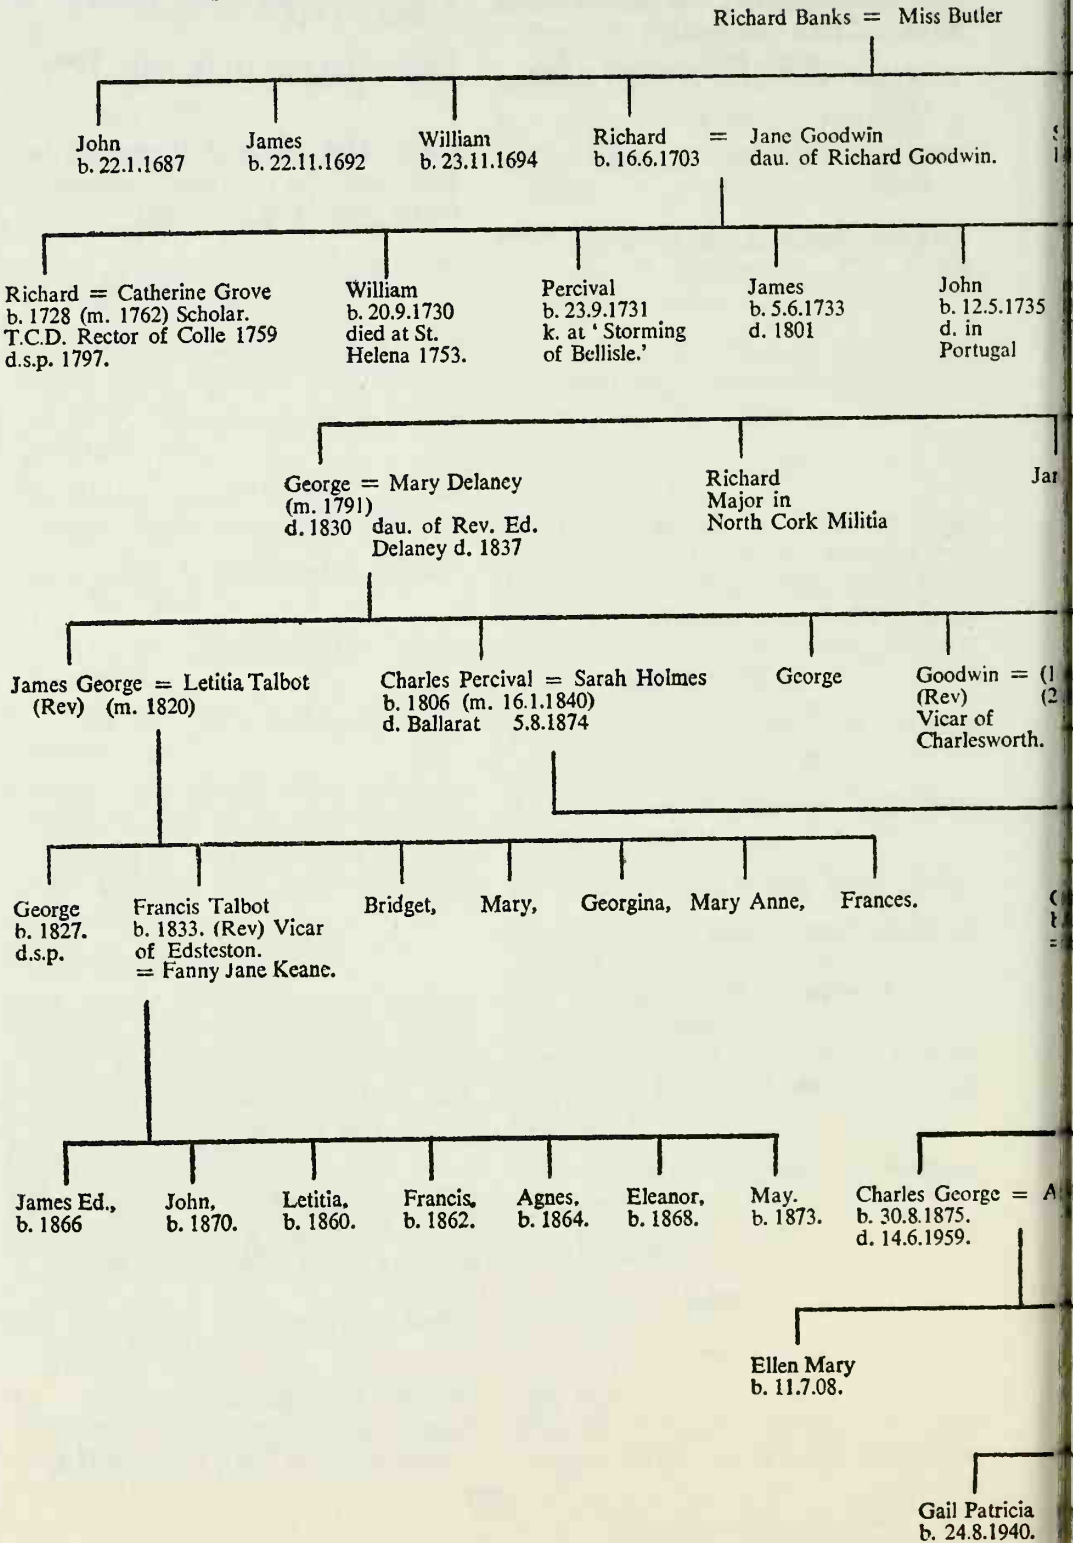 Richard Banks = Miss Butler
John
b. 22.1.1687
James
b. 22.11.1692
William
b. 23.11.1694
Richard = Jane Goodwin
b. 16.6.1703 dau. of Richard Goodwin.
Richard = Catherine Grove
b. 1728 (m. 1762) Scholar.
T.C.D. Rector of Colle 1759
d.s.p. 1797.
William
b. 20.9.1730
died at St.
Helena 1753.
Percival
b. 23.9.1731
k. at ‘ Storming
of Bellisle.’
James
b. 5.6.1733
d. 1801
John
b. 12.5.1735
d. in
Portugal
George = Mary Delaney
(m. 1791)
d. 1830 dau. of Rev. Ed.
Delaney d. 1837
Richard
Major in
North Cork Militia
James George = Letitia Talbot
(Rev) (m. 1820)
Charles Percival = Sarah Holmes
b. 1806 (m. 16.1.1840)
d. Ballarat 5.8.1874
George
Goodwin = (1
(Rev) (2
Vicar of
Charlesworth.
George
b. 1827.
d.s.p.
Francis Talbot
b. 1833. (Rev) Vicar
of Edsteston.
= Fanny Jane Keane.
Bridget,
Mary,
Georgina,
Mary Anne,
Frances.
James Ed.,
b. 1866
John,
b. 1870.
Letitia,
b. 1860.
Francis,
b. 1862.
Agnes,
b. 1864.
Eleanor,
b. 1868.
May.
b. 1873.
Charles George = A
b. 30.8.1875.
d. 14.6.1959.
Ellen Mary
b. 11.7.08.
Gail Patricia
b. 24.8.1940.